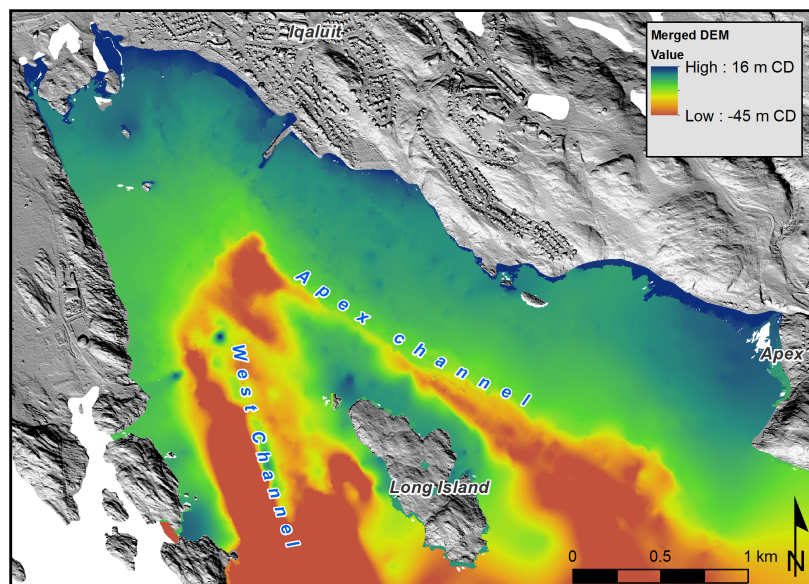 Iqaluit
Merged DEM
Value
High : 16 m CD
Low : -45 m CD
Apex channel
West Channel
Apex
Long Island
0 0.5 1 km
N